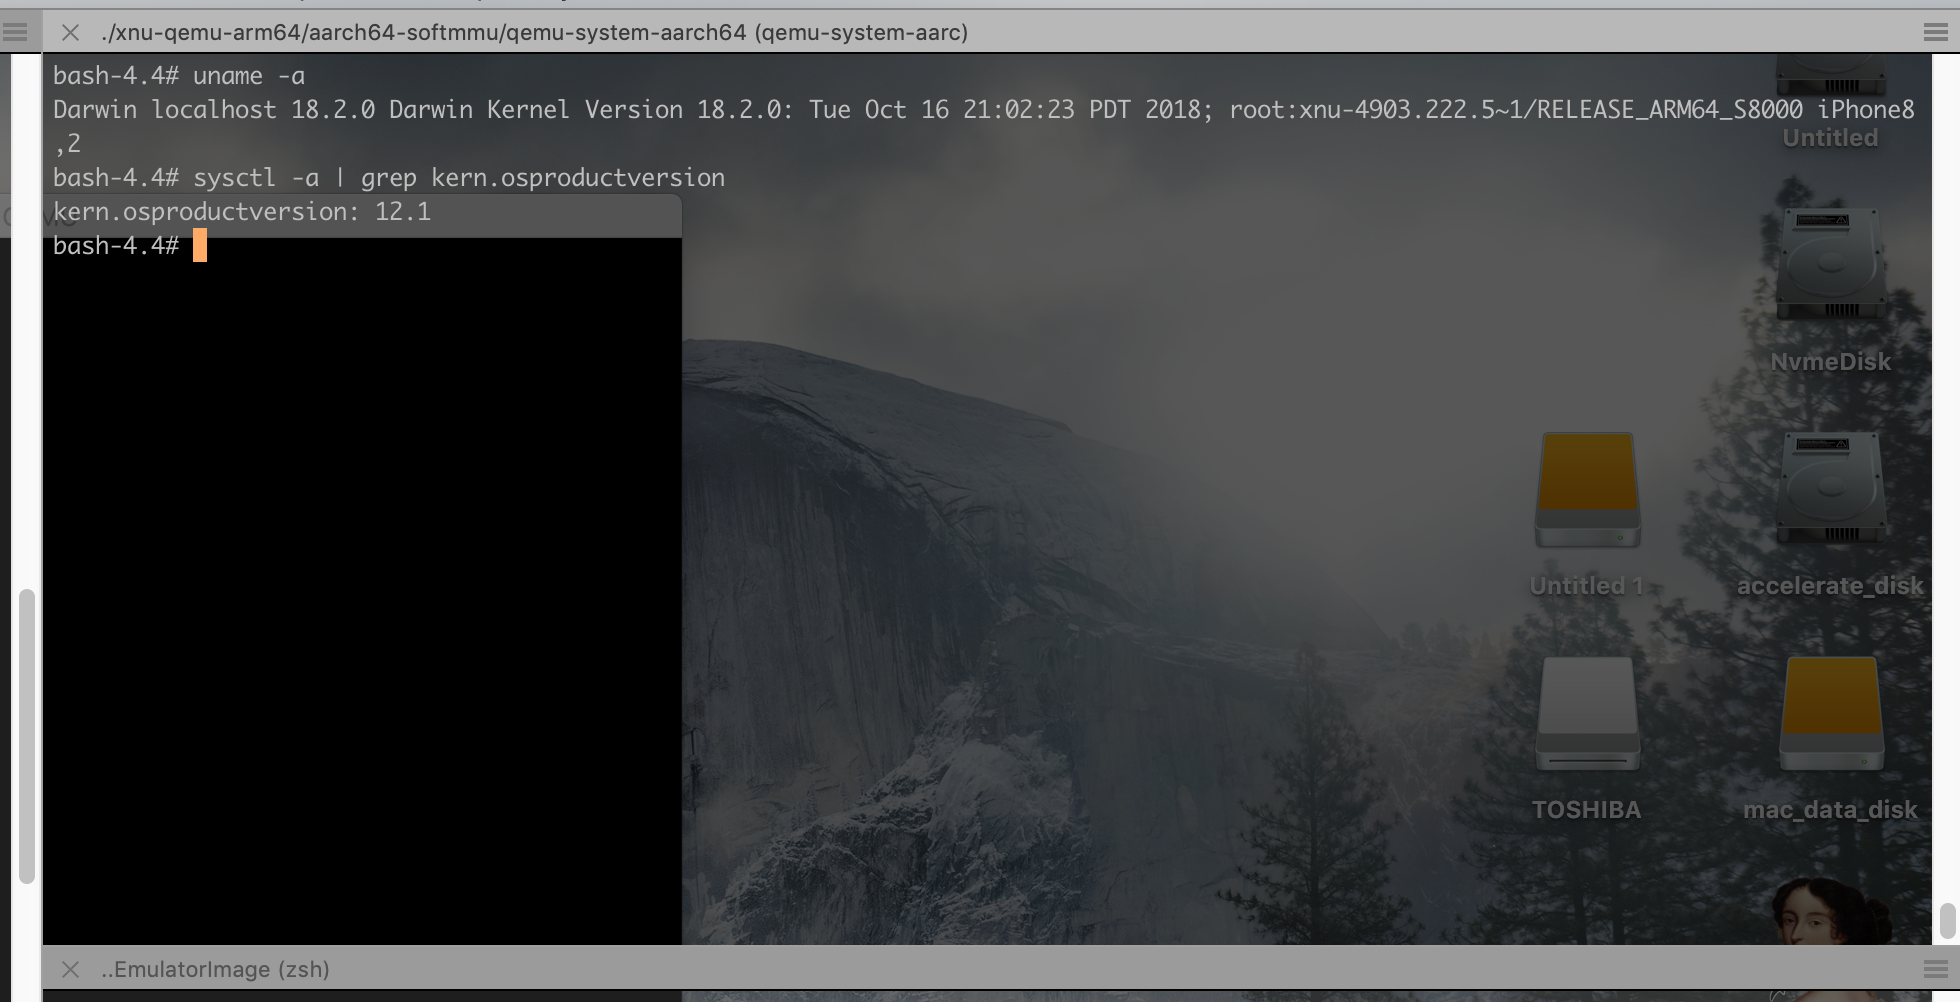 ./xnu-qemu-arm64/aarch64-softmmu/qemu-system-aarch64 (qemu-system-aarc)
bash-4.4# uname -a
Darwin localhost 18.2.0 Darwin Kernel Version 18.2.0: Tue Oct 16 21:02:23 PDT 2018; root:xnu-4903.222.5~1/RELEASE_ARM64_S8000 iPhone8
,2
bash-4.4# sysctl -a | grep kern.osproductversion
kern.osproductversion: 12.1
bash-4.4#
Untitled
NvmeDisk
Untitled 1
accelerate_disk
TOSHIBA
mac_data_disk
..EmulatorImage (zsh)